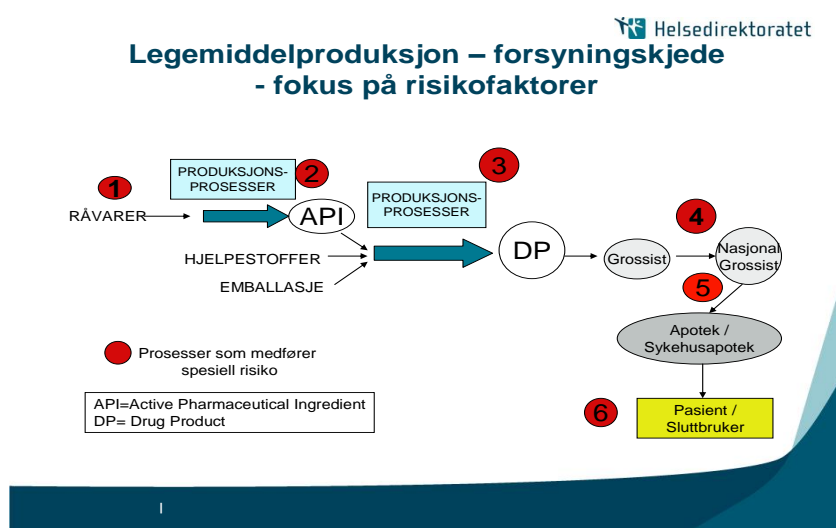 Helsedirektoratet
Legemiddelproduksjon – forsyningskjede
- fokus på risikofaktorer
1
RÅVARER
PRODUKSJONS-
PROSESSER
2
API
3
PRODUKSJONS-
PROSESSER
HJELPESTOFFER
EMBALLASJE
DP
Grossist
4
Nasjonal
Grossist
5
Apotek /
Sykehusapotek
6
Pasient /
Sluttbruker
Prosesser som medfører
spesiell risiko
API=Active Pharmaceutical Ingredient
DP= Drug Product
|